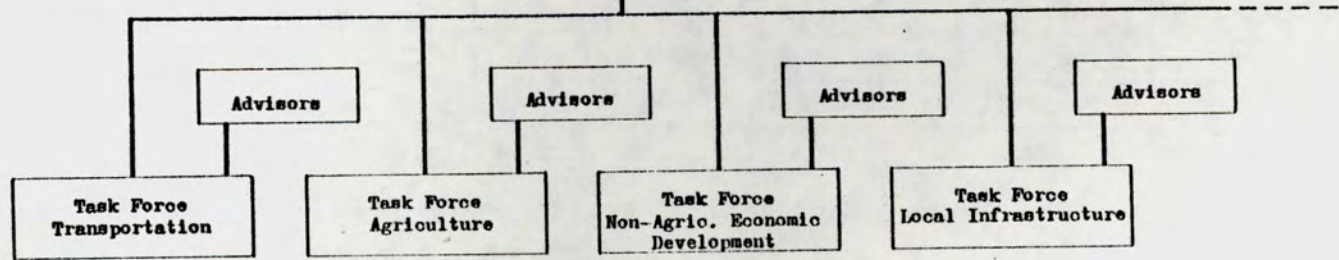 Advisors
Advisors
Advisors
Advisors
Task Force
Transportation
Task Force
Agriculture
Task Force
Non-Agric. Economic
Development
Task Force
Local Infrastructure